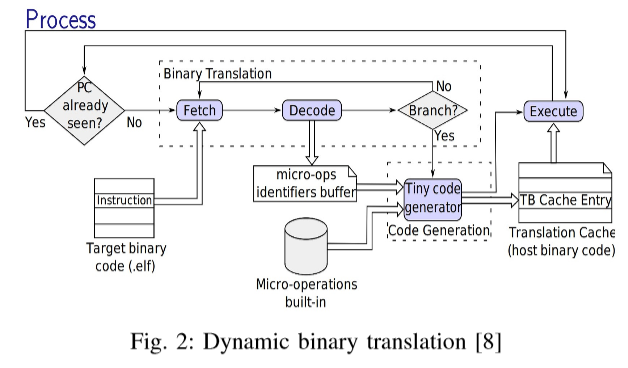 Process
Binary Translation
PC
already
seen?
Yes
No
Fetch
Decode
Branch?
No
Yes
Execute
Instruction
Target binary
code (.elf)
micro-ops
identifiers buffer
Micro-operations
built-in
Tiny code
generator
Code Generation
TB Cache Entry
Translation Cache
(host binary code)
Fig. 2: Dynamic binary translation [8]